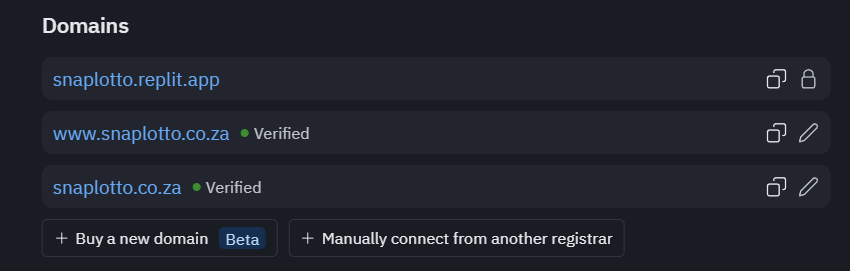 Domains
snaplotto.replit.app
www.snaplotto.co.za Verified
snaplotto.co.za Verified
+ Buy a new domain Beta + Manually connect from another registrar